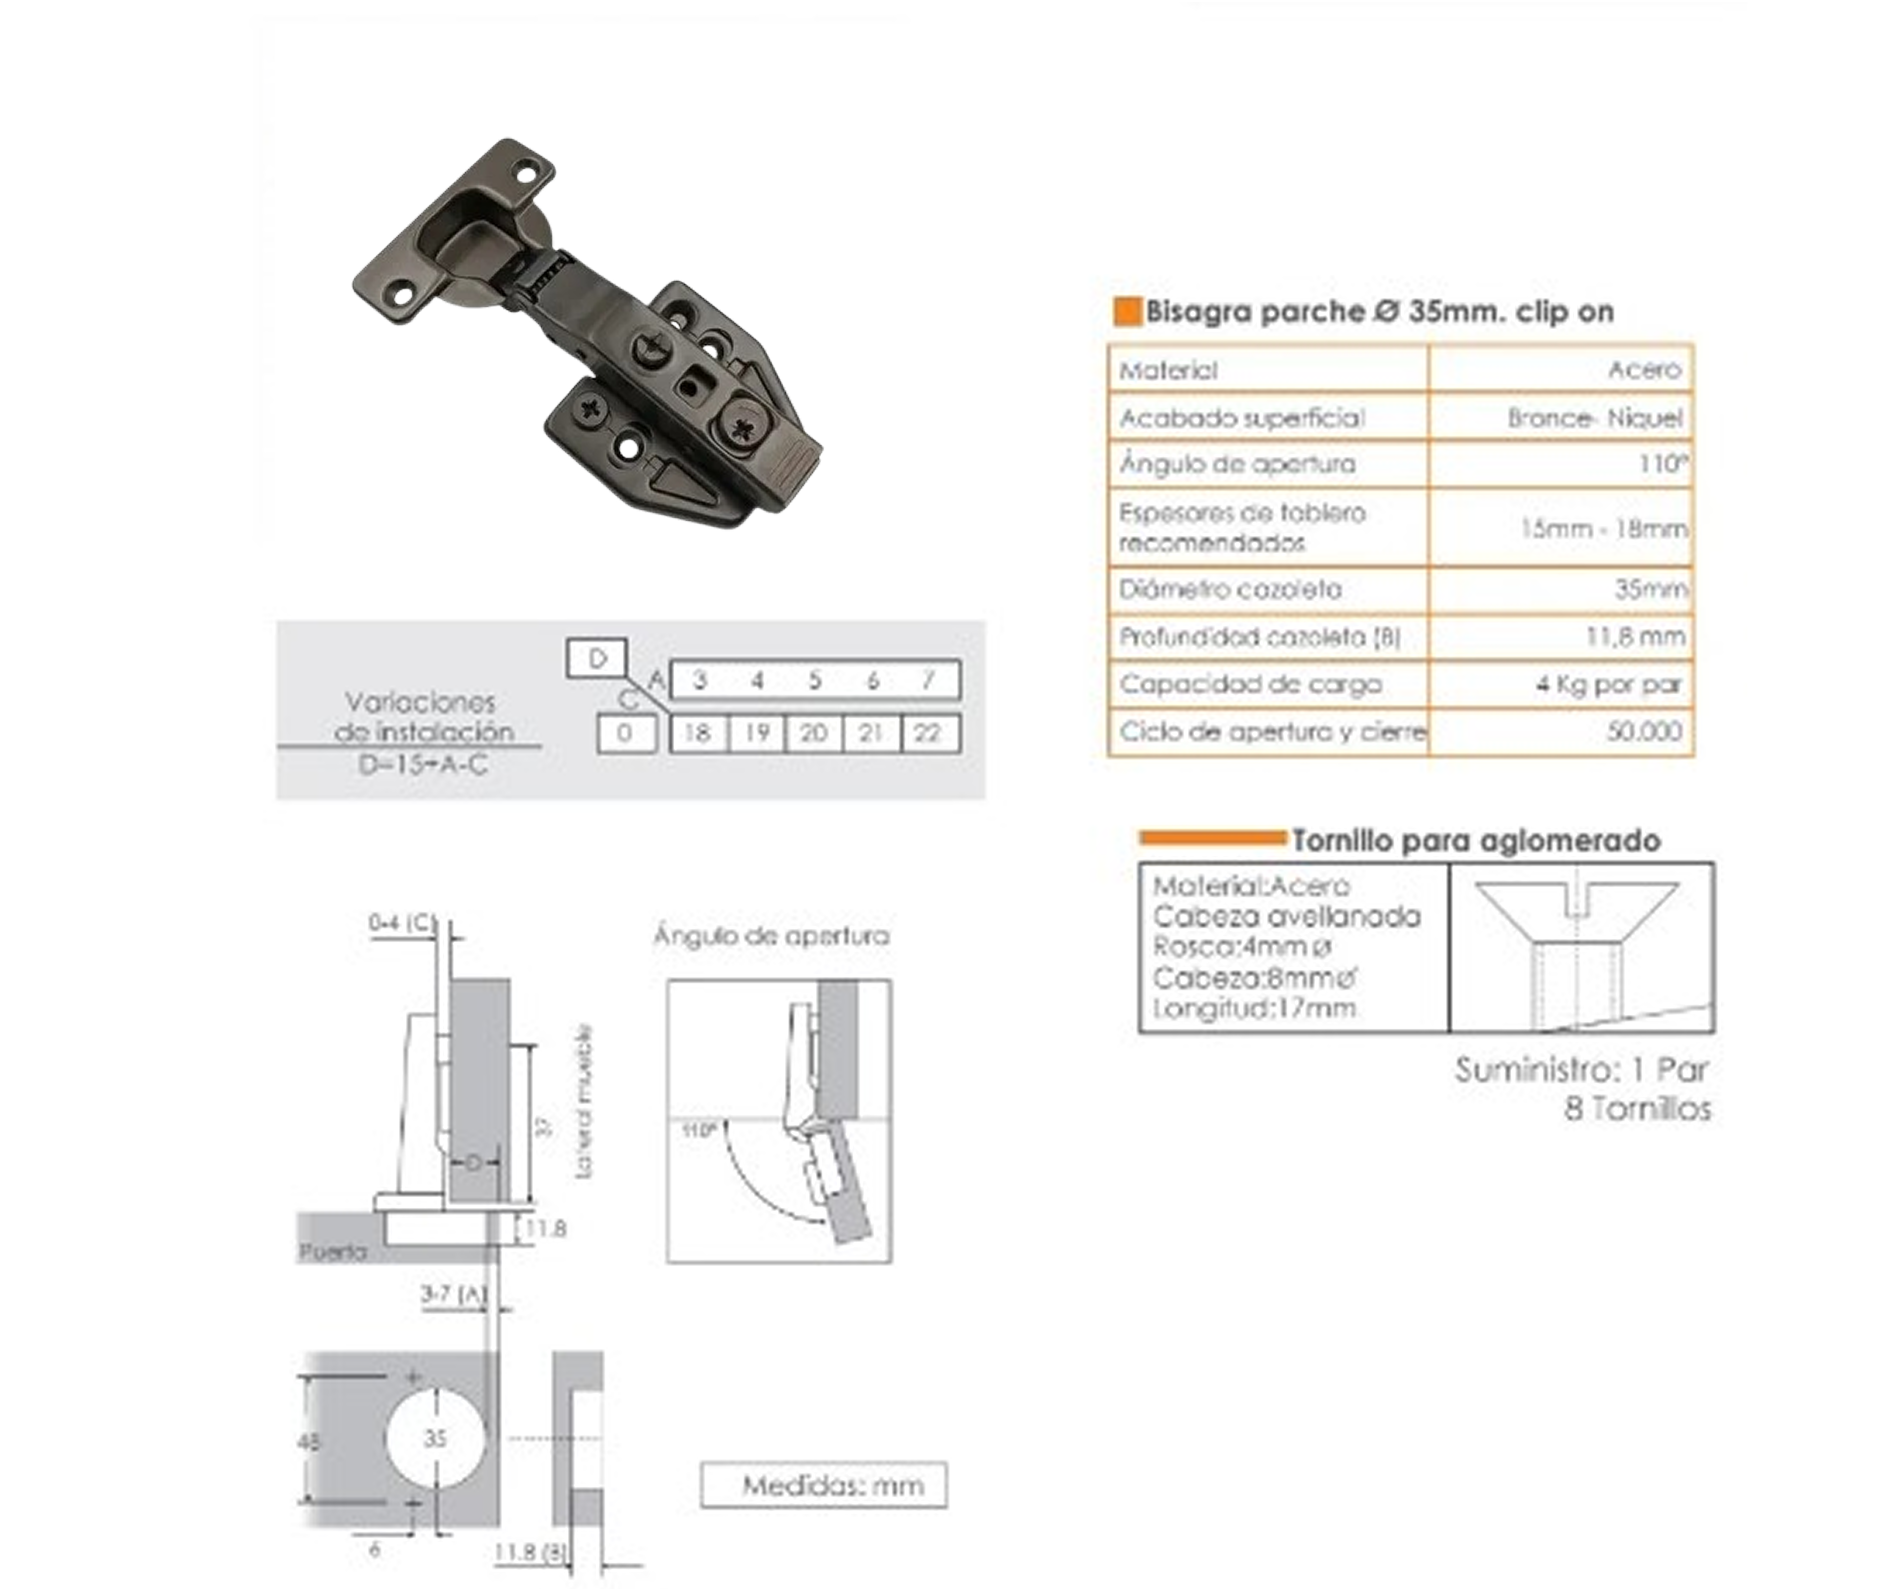 Bisagra parche Ø 35mm. clip on
Material Acero
Acabado superficial Bronce- Niquel
Ángulo de apertura 110º
Espesores de tablero
recomendados 15mm - 18mm
Diámetro cazoleta 35mm
Profundidad cazoleta (B) 11,8 mm
Capacidad de carga 4 Kg por par
Ciclo de apertura y cierre 50.000
D
A 3 4 5 6 7
C
0 18 19 20 21 22
Variaciones
de instalación
D=15+A-C
Tornillo para aglomerado
Material:Acero
Cabeza avellanada
Rosca:4mm Ø
Cabeza:8mmØ
Longitud:17mm
Suministro: 1 Par
8 Tornillos
0-4 (C)
Lateral mueble
37
D
11.8
Puerta
3-7 (A)
Ángulo de apertura
110º
48
35
6
11.8 (B)
Medidas: mm